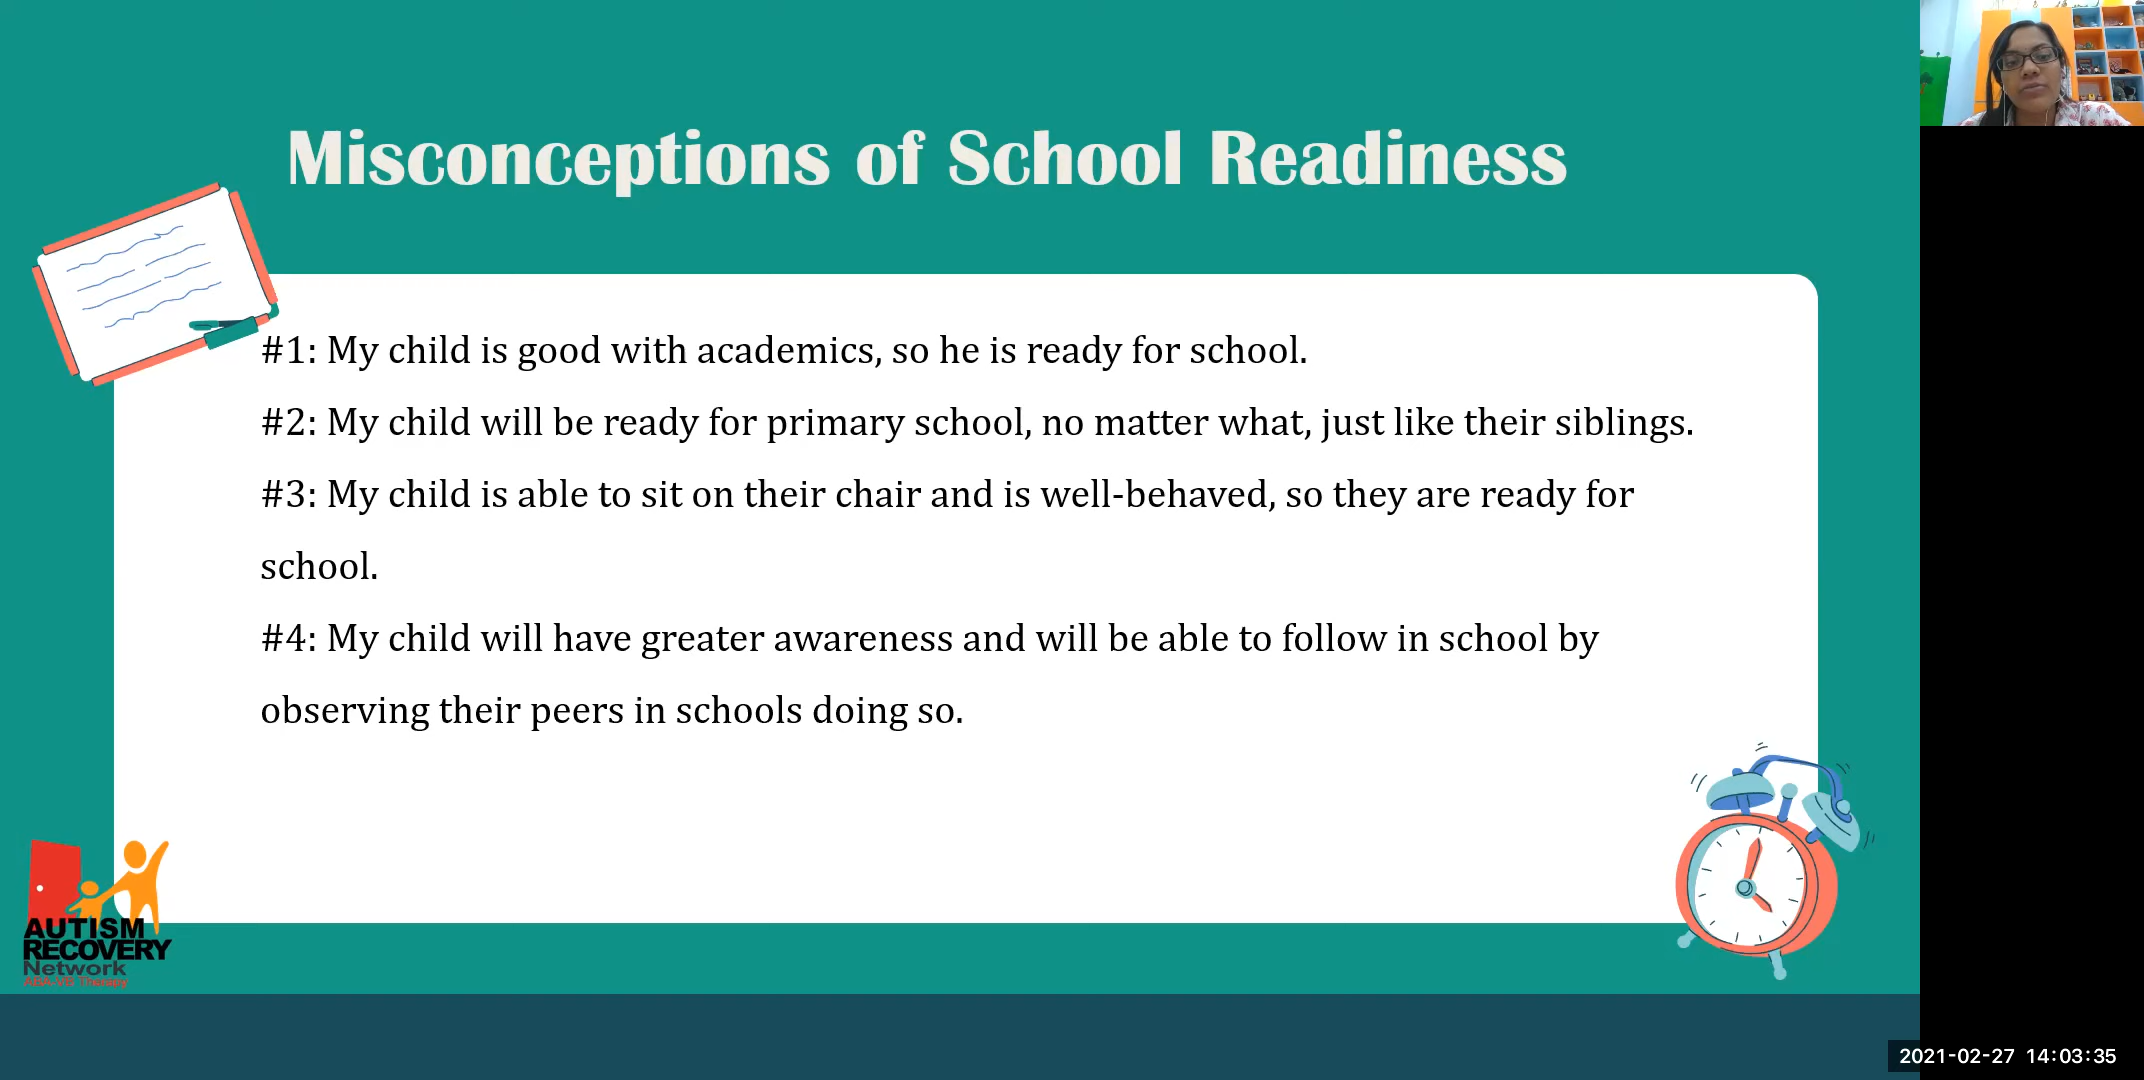 Misconceptions of School Readiness
#1: My child is good with academics, so he is ready for school.
#2: My child will be ready for primary school, no matter what, just like their siblings.
#3: My child is able to sit on their chair and is well-behaved, so they are ready for
school.
#4: My child will have greater awareness and will be able to follow in school by
observing their peers in schools doing so.
AUTISM
RECOVERY
Network
ABA-VB Therapy
2021-02-27 14:03:35